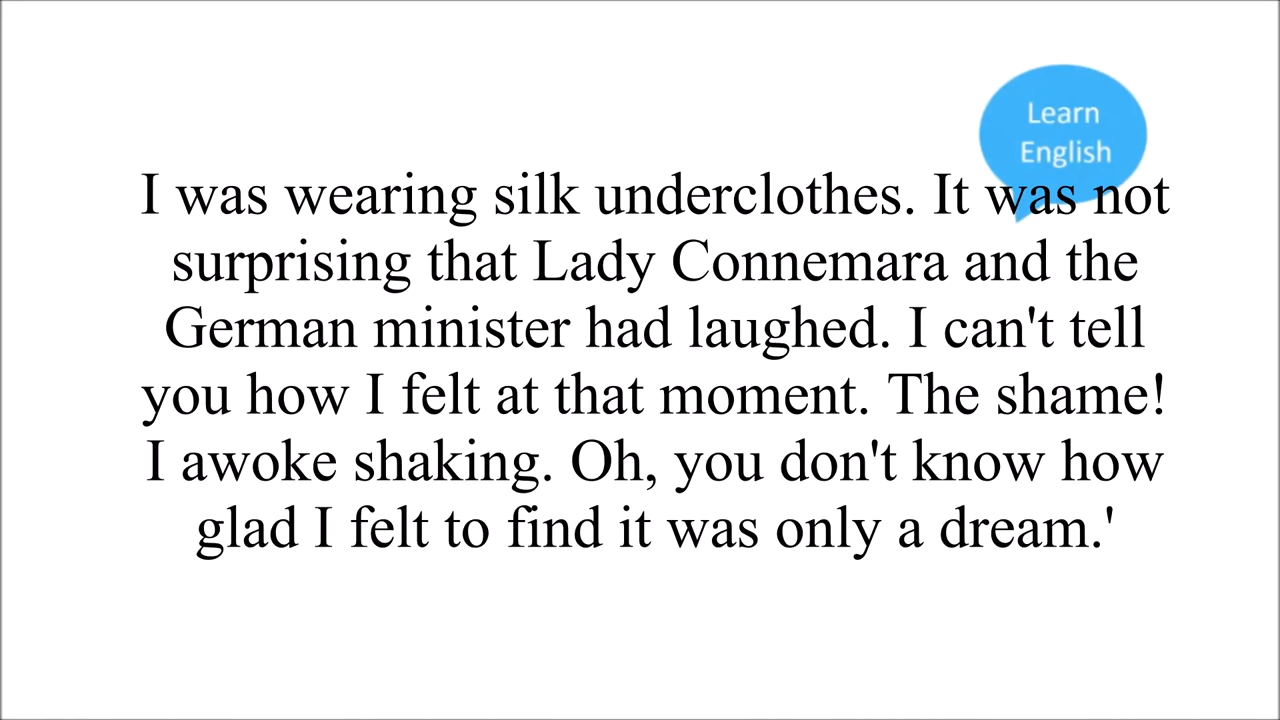 Learn
English
I was wearing silk underclothes. It was not
surprising that Lady Connemara and the
German minister had laughed. I can't tell
you how I felt at that moment. The shame!
I awoke shaking. Oh, you don't know how
glad I felt to find it was only a dream.'